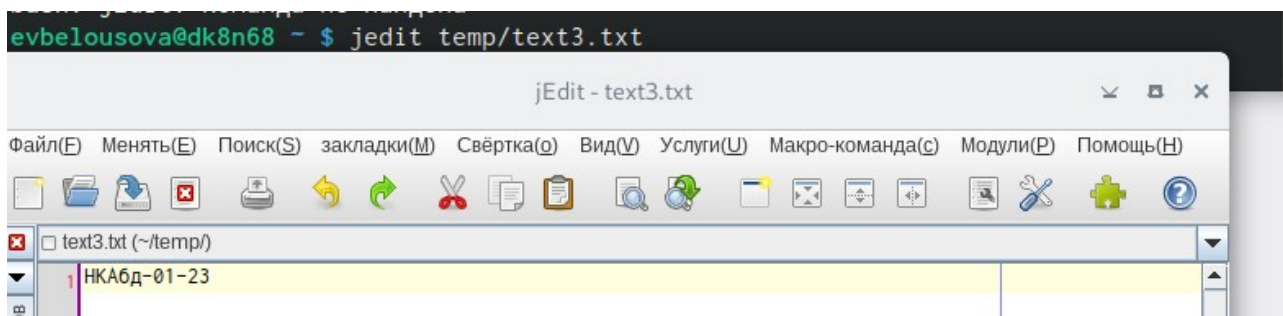 evbelousova@dk8n68 ~ $ jedit temp/text3.txt
jEdit - text3.txt
Файл(F) Менять(E) Поиск(S) закладки(M) Свёртка(o) Вид(V) Услуги(U) Макро-команда(c) Модули(P) Помощь(H)
text3.txt (~/temp/)
1 НКАбд-01-23